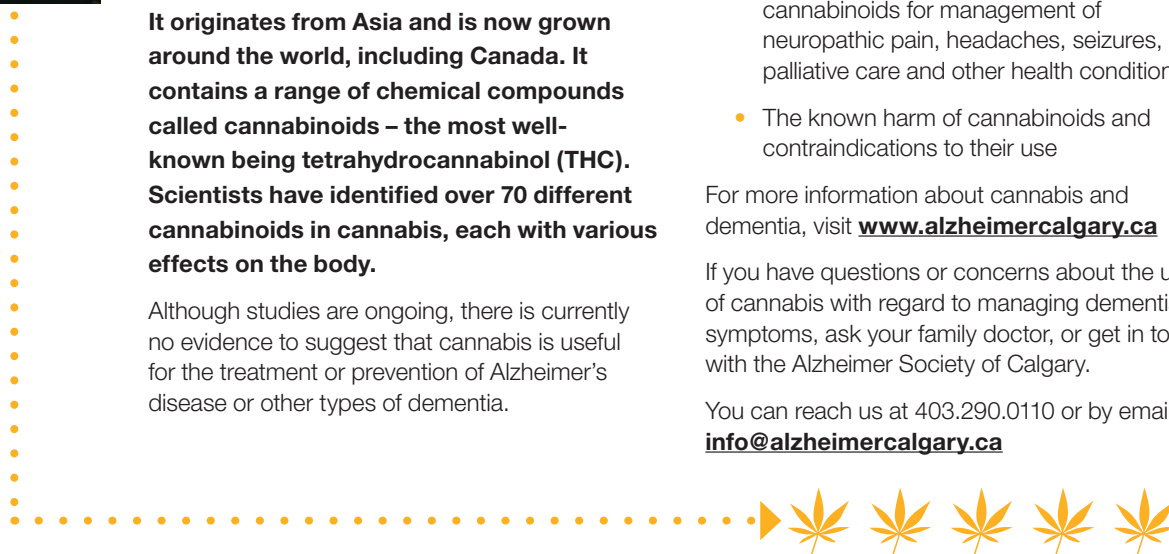 It originates from Asia and is now grown
around the world, including Canada. It
contains a range of chemical compounds
called cannabinoids – the most well-
known being tetrahydrocannabinol (THC).
Scientists have identified over 70 different
cannabinoids in cannabis, each with various
effects on the body.
Although studies are ongoing, there is currently
no evidence to suggest that cannabis is useful
for the treatment or prevention of Alzheimer’s
disease or other types of dementia.
cannabinoids for management of
neuropathic pain, headaches, seizures,
palliative care and other health condition
• The known harm of cannabinoids and
contraindications to their use
For more information about cannabis and
dementia, visit www.alzheimercalgary.ca
If you have questions or concerns about the u
of cannabis with regard to managing dementi
symptoms, ask your family doctor, or get in to
with the Alzheimer Society of Calgary.
You can reach us at 403.290.0110 or by emai
info@alzheimercalgary.ca